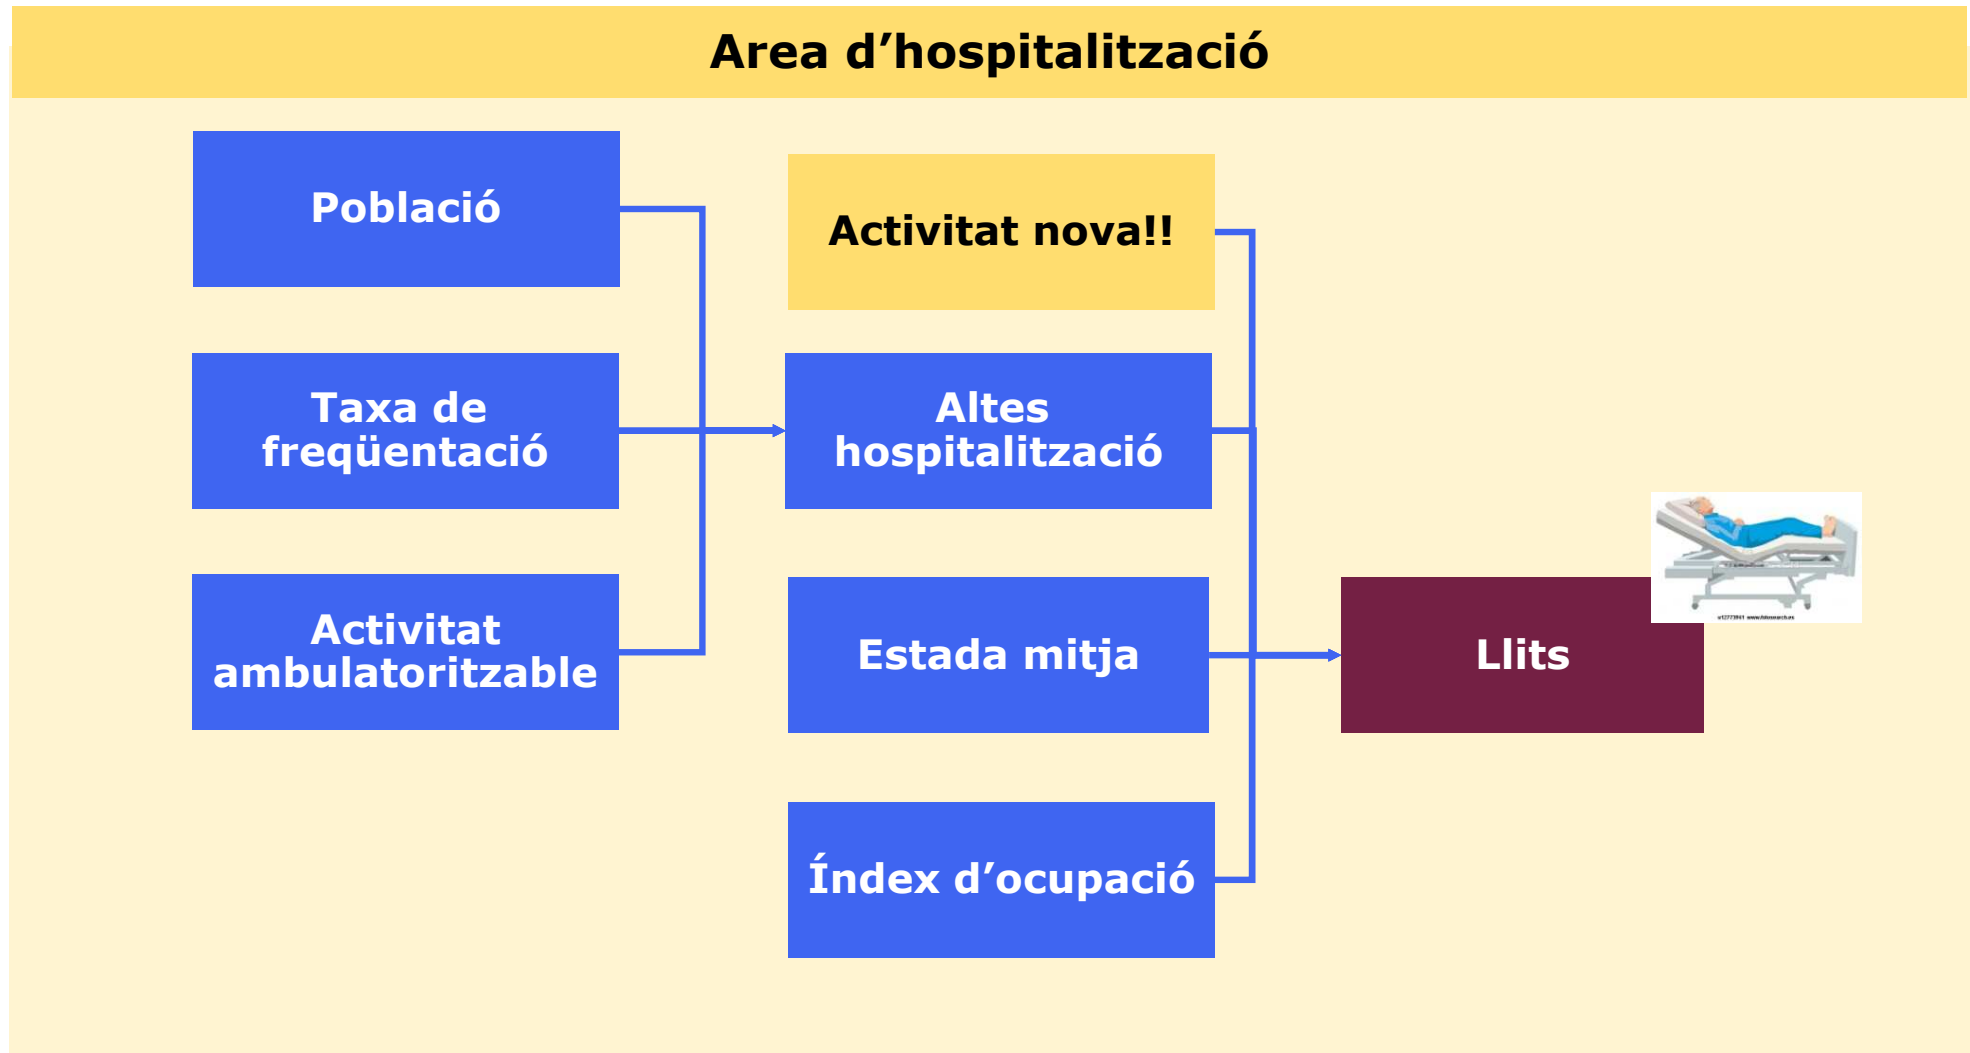 Area d’hospitalització
Població
Activitat nova!!
Taxa de
freqüentació
Altes
hospitalització
Activitat
ambulatoritzable
Estada mitja
Llits
Índex d’ocupació